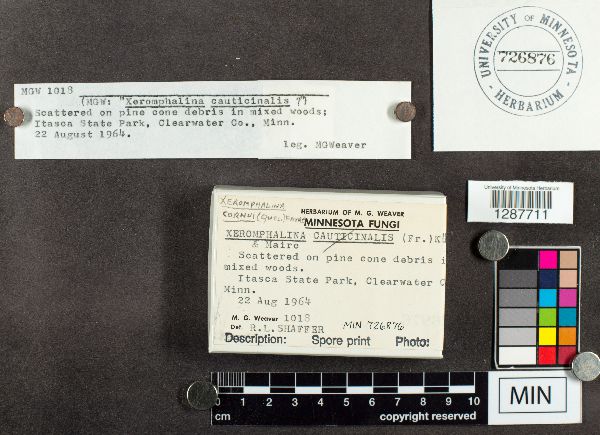 MGW 1018
(MGW: "Xeromphalina cauticinalis ?")
Scattered on pine cone debris in mixed woods;
Itasca State Park, Clearwater Co., Minn.
22 August 1964.
leg. MGWeaver
UNIVERSITY OF MINNESOTA
726876
- HERBARIUM -
University of Minnesota Herbarium
1287711
XEROMPHALINA
CORNUI (QUEL.)
HERBARIUM OF M. G. WEAVER
MINNESOTA FUNGI
XEROMPHALINA CAUTICINALIS (Fr.)
& Maire
Scattered on pine cone debris i
mixed woods.
Itasca State Park, Clearwater C
Minn.
22 Aug 1964
M. G. Weaver 1018
Det. R.L. SHAFFER
MIN 726876
Description: Spore print Photo:
0 1 2 3 4 5 6 7 8 9 10
cm copyright reserved
MIN